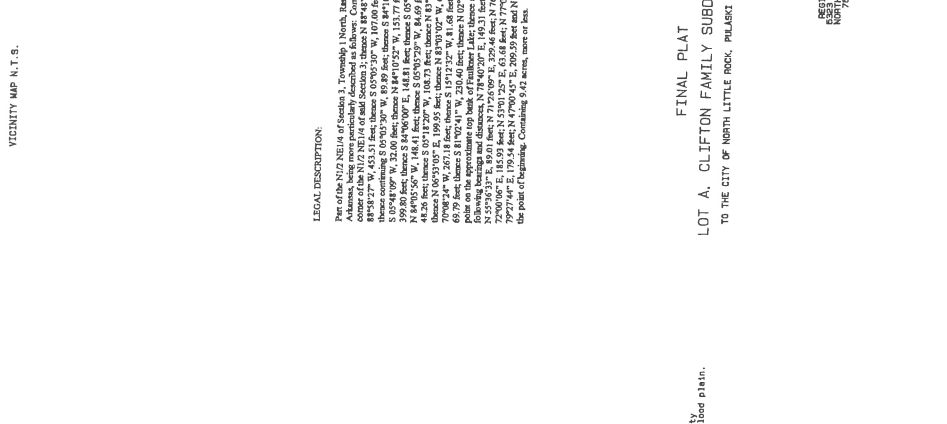 VICINITY MAP N.T.S.
LEGAL DESCRIPTION:
Part of the N1/2 NE1/4 of Section 3, Township 1 North, Ra
Arkansas, being more particularly described as follows: Com
corner of the N1/2 NE1/4 of said Section 3; thence N 88°48'
88°58'27" W, 453.51 feet; thence S 05°05'30" W, 107.00 fe
thence continuing S 05°05'30" W, 89.89 feet; thence S 84°1
S 05°48'09" W, 32.00 feet; thence N 84°10'52" W, 153.77 f
399.80 feet; thence S 84°06'00" E, 148.81 feet; thence S 05°
N 84°05'56" W, 148.41 feet; thence S 05°05'29" W, 84.69 f
48.26 feet; thence S 05°18'20" W, 108.73 feet; thence N 83°
thence N 06°53'05" E, 199.95 feet; thence N 83°03'02" W,
70°08'24" W, 267.18 feet; thence S 15°12'32" W, 81.68 feet
69.79 feet; thence S 81°02'41" W, 230.40 feet; thence N 02°
point on the approximate top bank of Faulkner Lake; thence
following bearings and distances, N 78°40'20" E, 149.31 feet
N 55°36'33" E, 89.01 feet; N 71°26'09" E, 329.46 feet; N 76
72°00'06" E, 185.93 feet; N 53°01'25" E, 63.68 feet; N 77°0
79°27'44" E, 179.54 feet; N 47°00'45" E, 209.59 feet and N
the point of beginning. Containing 9.42 acres, more or less.
FINAL PLAT
LOT A, CLIFTON FAMILY SUBD
TO THE CITY OF NORTH LITTLE ROCK, PULASKI
ty
lood plain.
REGI
5323
NORTH